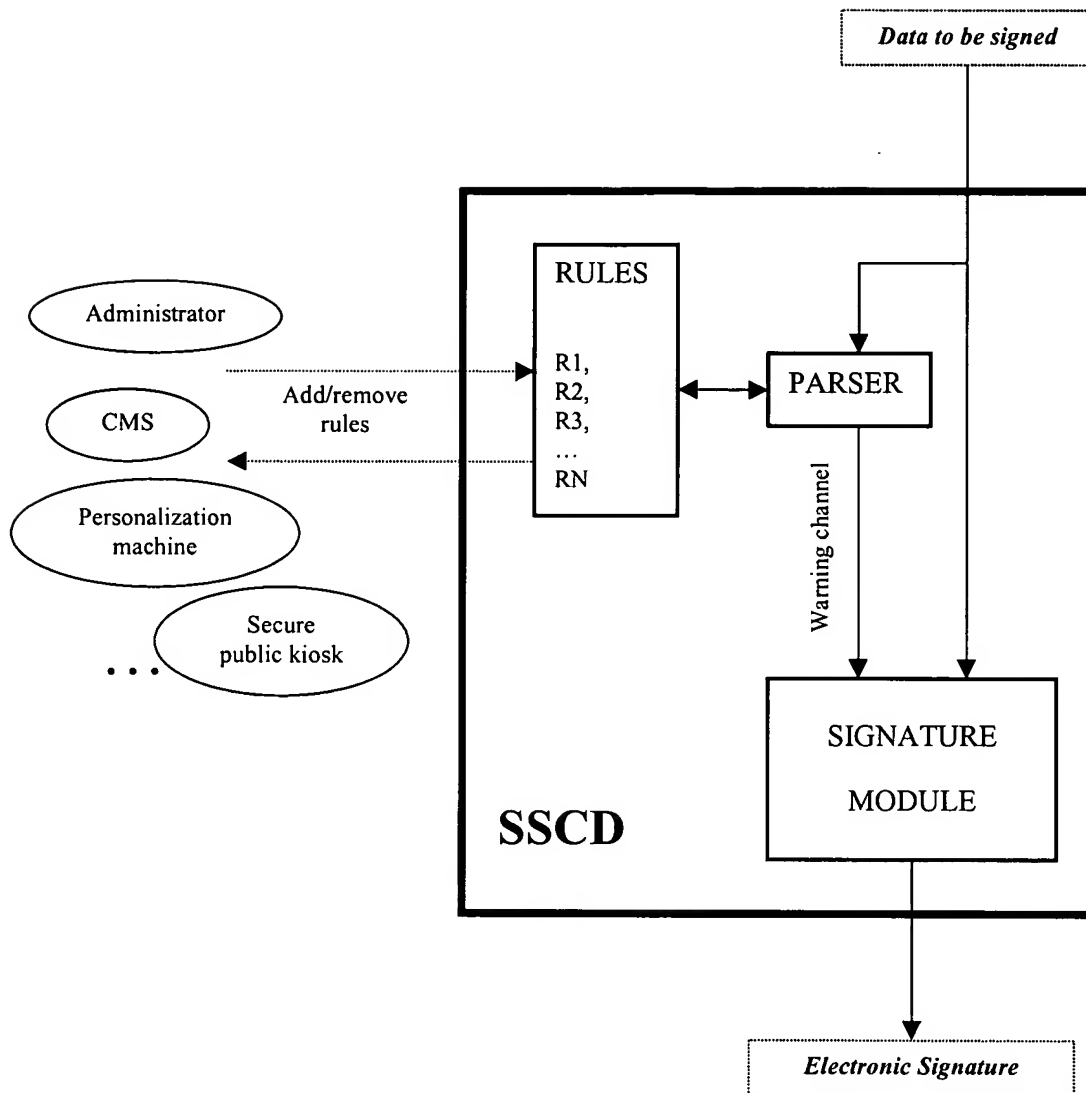 Data to be signed
RULES
R1,
R2,
R3,
...
RN
Administrator
CMS
Personalization
machine
Secure
public kiosk
...
Add/remove
rules
PARSER
Warning channel
SIGNATURE
MODULE
SSCD
Electronic Signature